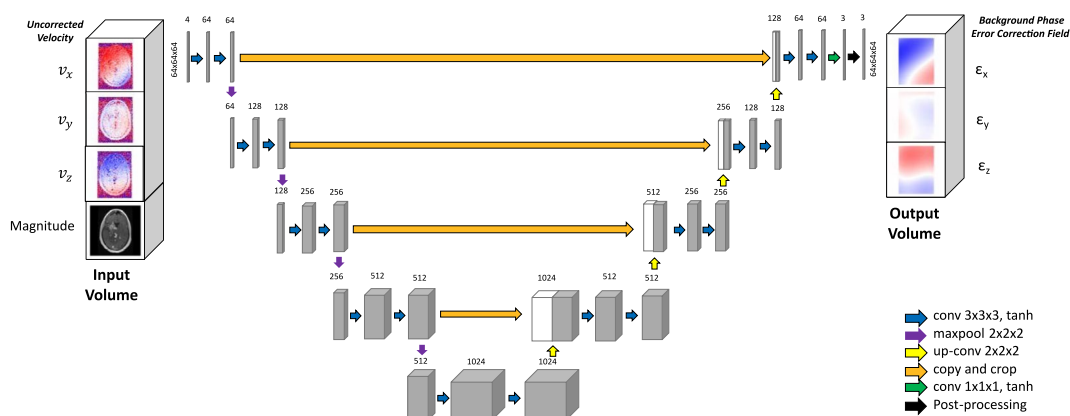 Uncorrected
Velocity
vx
vy
vz
Magnitude
Input
Volume
4 64 64
64x64x64
128 64 64 3 3
64x64x64
Background Phase
Error Correction Field
εx
εy
εz
Output
Volume
64 128 128
256 128 128
128 256 256
512 256 256
256 512 512
1024 512 512
512 1024 1024
conv 3x3x3, tanh
maxpool 2x2x2
up-conv 2x2x2
copy and crop
conv 1x1x1, tanh
Post-processing